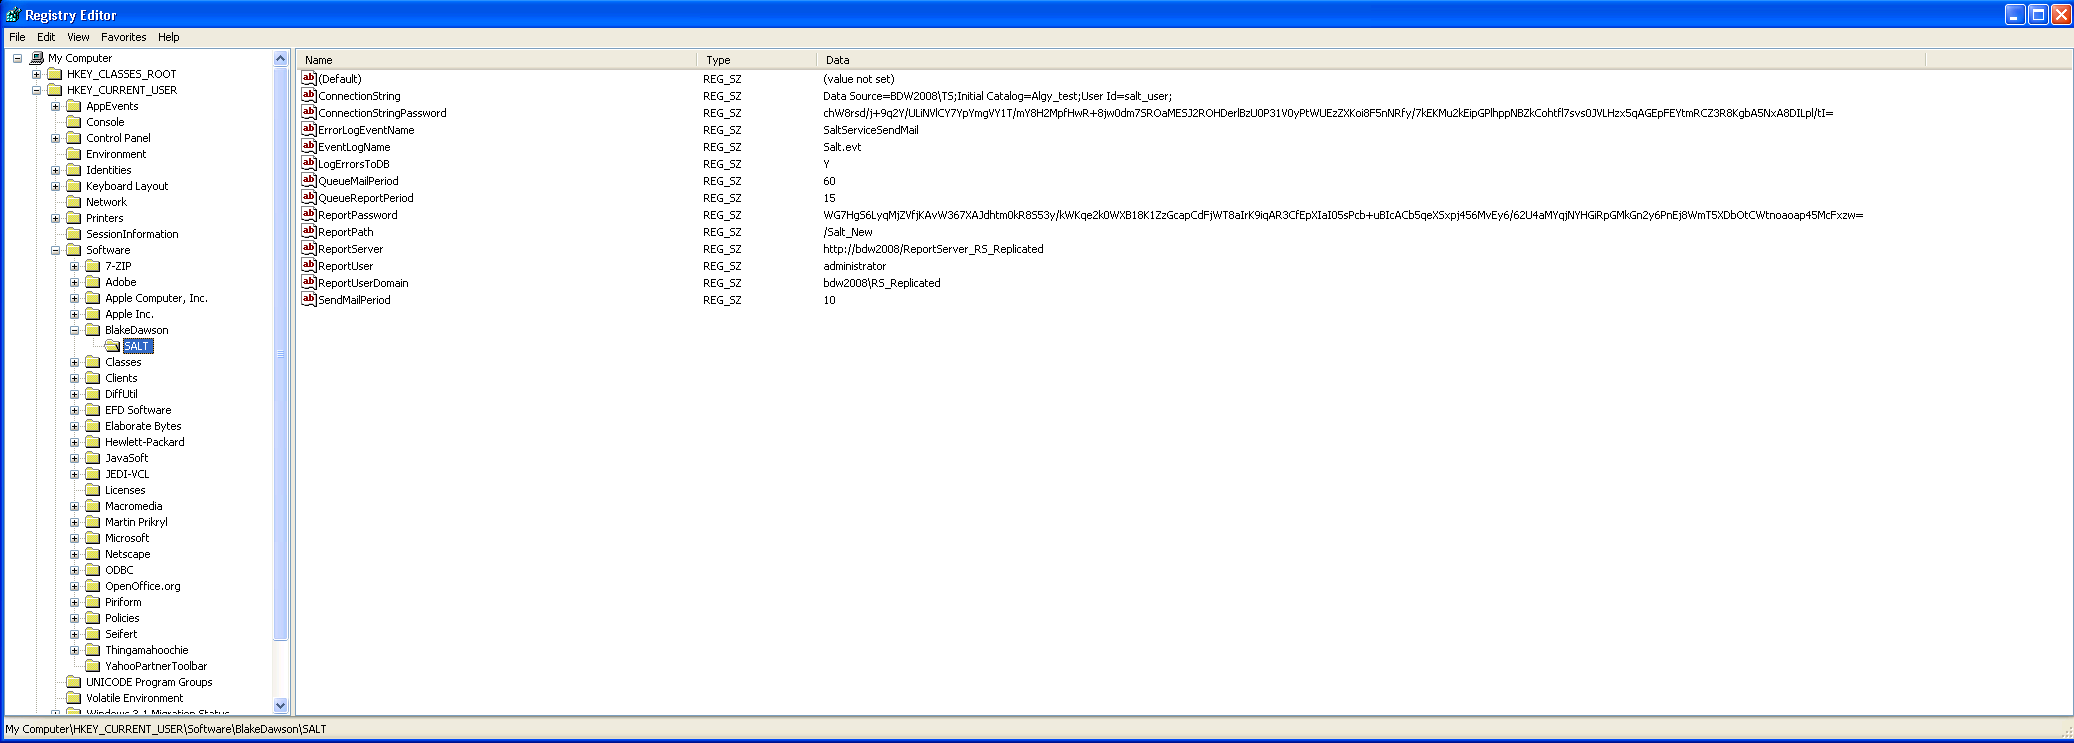 Registry Editor
File Edit View Favorites Help
My Computer
HKEY_CLASSES_ROOT
HKEY_CURRENT_USER
AppEvents
Console
Control Panel
Environment
Identities
Keyboard Layout
Network
Printers
SessionInformation
Software
7-ZIP
Adobe
Apple Computer, Inc.
Apple Inc.
BlakeDawson
SALT
Classes
Clients
DiffUtil
EFD Software
Elaborate Bytes
Hewlett-Packard
JavaSoft
JEDI-VCL
Licenses
Macromedia
Martin Prikryl
Microsoft
Netscape
ODBC
OpenOffice.org
Piriform
Policies
Seifert
Thingamahoochie
YahooPartnerToolbar
UNICODE Program Groups
Volatile Environment
Windows 3.1 Migration Status
Name Type Data
(Default) REG_SZ (value not set)
ConnectionString REG_SZ Data Source=BDW2008\TS;Initial Catalog=Algy_test;User Id=salt_user;
ConnectionStringPassword REG_SZ
ErrorLogEventName REG_SZ SaltServiceSendMail
EventLogName REG_SZ Salt.evt
LogErrorsToDB REG_SZ Y
QueueMailPeriod REG_SZ 60
QueueReportPeriod REG_SZ 15
ReportPassword REG_SZ
ReportPath REG_SZ /Salt_New
ReportServer REG_SZ http://bdw2008/ReportServer_RS_Replicated
ReportUser REG_SZ administrator
ReportUserDomain REG_SZ bdw2008\RS_Replicated
SendMailPeriod REG_SZ 10
My Computer\HKEY_CURRENT_USER\Software\BlakeDawson\SALT